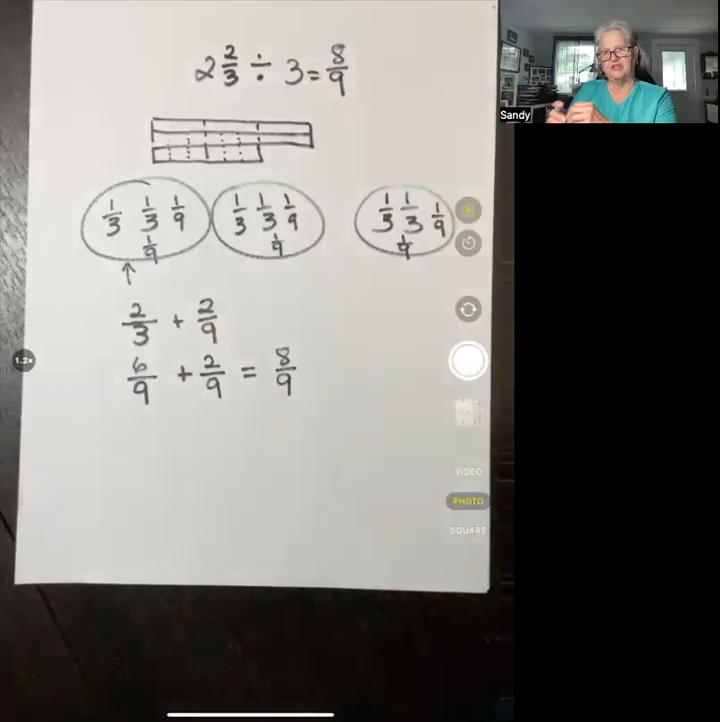 2 2/3 ÷ 3 = 8/9
1/3 1/3 1/9 1/9
1/3 1/3 1/9 1/9
1/3 1/3 1/9 1/9
↑
2/3 + 2/9
6/9 + 2/9 = 8/9
Sandy
1.2×
VIDEO
PHOTO
SQUARE